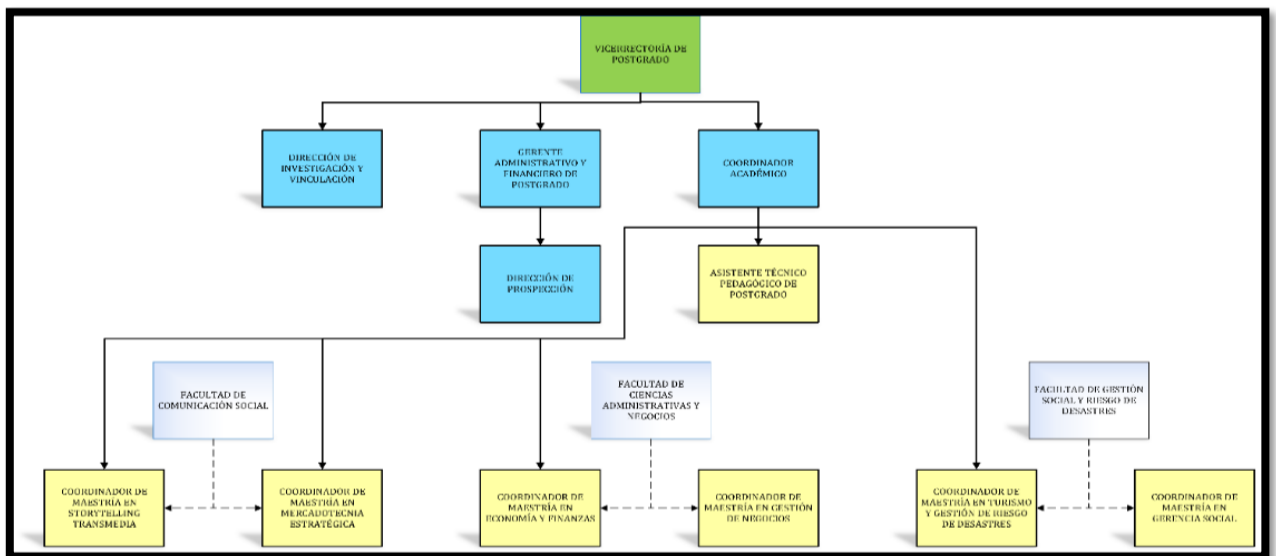 VICERRECTORÍA DE
POSTGRADO
DIRECCIÓN DE
INVESTIGACIÓN Y
VINCULACIÓN
GERENTE
ADMINISTRATIVO Y
FINANCIERO DE
POSTGRADO
COORDINADOR
ACADÉMICO
DIRECCIÓN DE
PROSPECCIÓN
ASISTENTE TÉCNICO
PEDAGÓGICO DE
POSTGRADO
FACULTAD DE
COMUNICACIÓN SOCIAL
FACULTAD DE
CIENCIAS
ADMINISTRATIVAS Y
NEGOCIOS
FACULTAD DE GESTIÓN
SOCIAL Y RIESGO DE
DESASTRES
COORDINADOR DE
MAESTRÍA EN
STORYTELLING
TRANSMEDIA
COORDINADOR DE
MAESTRÍA EN
MERCADOTECNIA
ESTRATÉGICA
COORDINADOR DE
MAESTRÍA EN
ECONOMÍA Y FINANZAS
COORDINADOR DE
MAESTRÍA EN GESTIÓN
DE NEGOCIOS
COORDINADOR DE
MAESTRÍA EN TURISMO
Y GESTIÓN DE RIESGO
DE DESASTRES
COORDINADOR DE
MAESTRÍA EN
GERENCIA SOCIAL